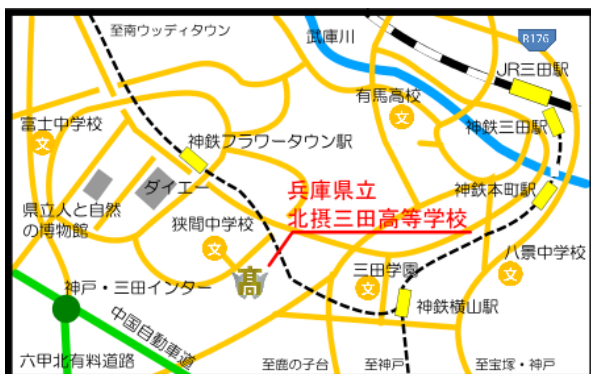 至南ウッディタウン
武庫川
R176
JR三田駅
有馬高校
文
神鉄三田駅
富士中学校
文
神鉄フラワータウン駅
ダイエー
兵庫県立
北摂三田高等学校
神鉄本町駅
県立人と自然
の博物館
狭間中学校
文
八景中学校
文
三田学園
文
髙
神戸・三田インター
中国自動車道
神鉄横山駅
六甲北有料道路
至鹿の子台
至神戸
至宝塚・神戸